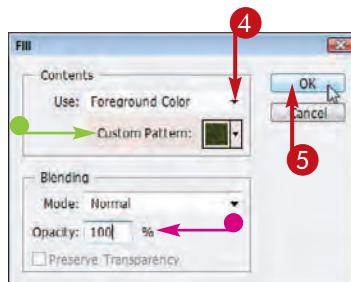 4
Fill
Contents
Use: Foreground Color
OK
Custom Pattern:
Cancel
5
Blending
Mode: Normal
Opacity: 100 %
Preserve Transparency